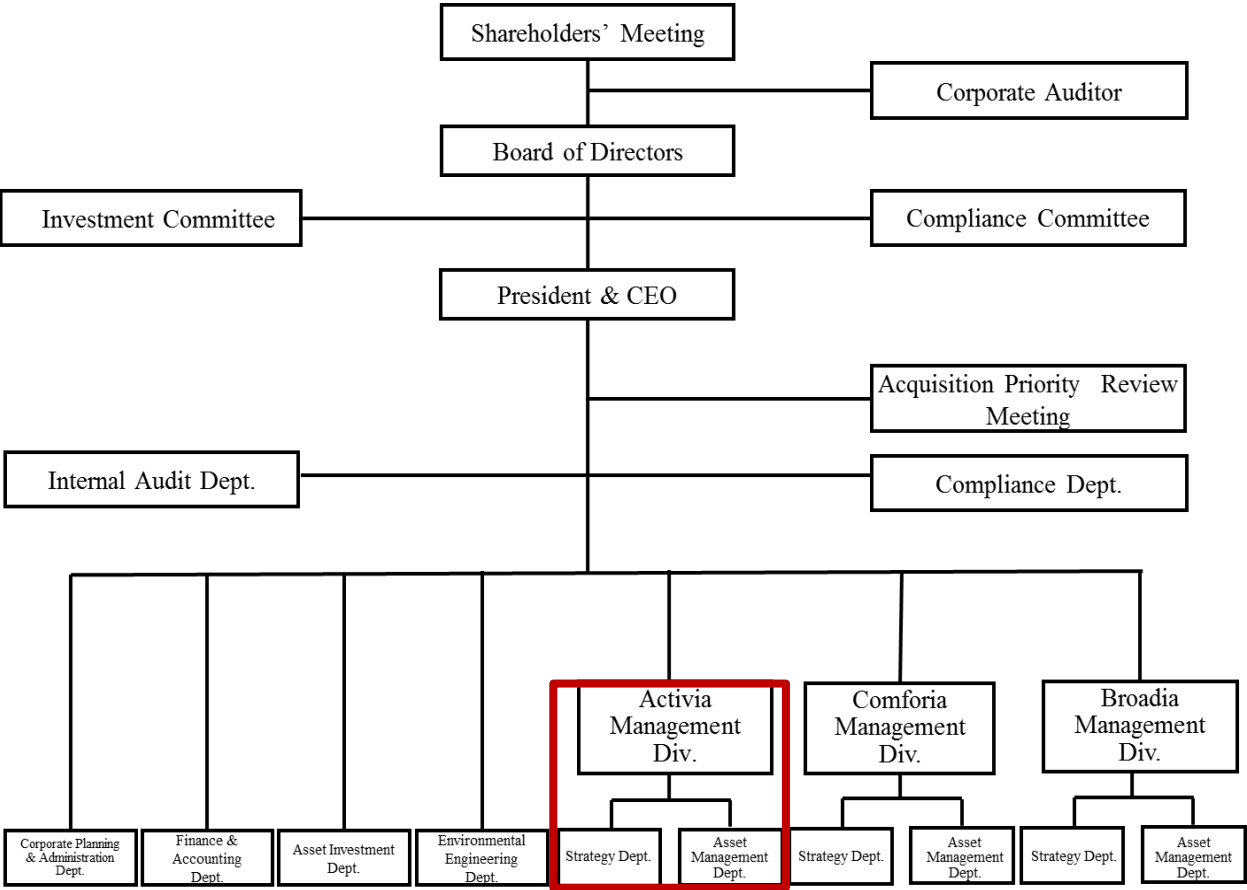 Shareholders’ Meeting
Corporate Auditor
Board of Directors
Investment Committee
Compliance Committee
President & CEO
Acquisition Priority Review
Meeting
Internal Audit Dept.
Compliance Dept.
Activia
Management
Div.
Comforia
Management
Div.
Broadia
Management
Div.
Corporate Planning
& Administration
Dept.
Finance &
Accounting
Dept.
Asset Investment
Dept.
Environmental
Engineering
Dept.
Strategy Dept.
Asset
Management
Dept.
Strategy Dept.
Asset
Management
Dept.
Strategy Dept.
Asset
Management
Dept.